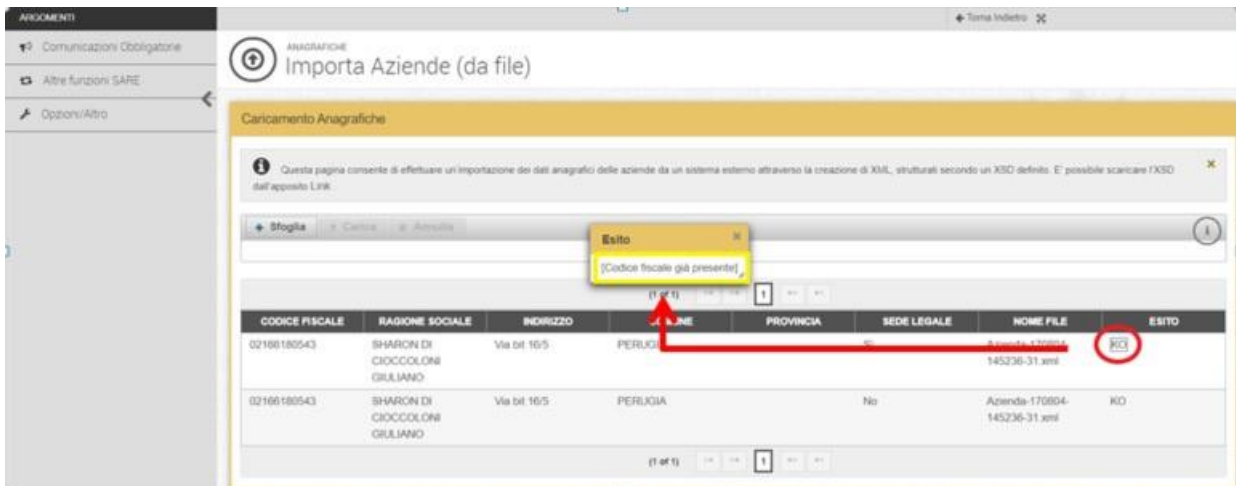 ARGOMENTI
Torna Indietro
Comunicazioni Obbligatorie
Altre funzioni SARE
Opzioni/Altro
ANAGRAFICHE
Importa Aziende (da file)
Caricamento Anagrafiche
Questa pagina consente di effettuare un'importazione dei dati anagrafici delle aziende da un sistema esterno attraverso la creazione di XML, strutturati secondo un XSD definito. E' possibile scaricare l'XSD
dall'apposito Link
Sfoglia Carica Annulla
Esito
[Codice fiscale già presente]
(1 of 1) 1
CODICE FISCALE RAGIONE SOCIALE INDIRIZZO COMUNE PROVINCIA SEDE LEGALE NOME FILE ESITO
02166180543 SHARON DI CIOCCOLONI GIULIANO Via bit 16/5 PERUGIA Si Azienda-170804-145236-31.xml KO
02166180543 SHARON DI CIOCCOLONI GIULIANO Via bit 16/5 PERUGIA No Azienda-170804-145236-31.xml KO
(1 of 1) 1